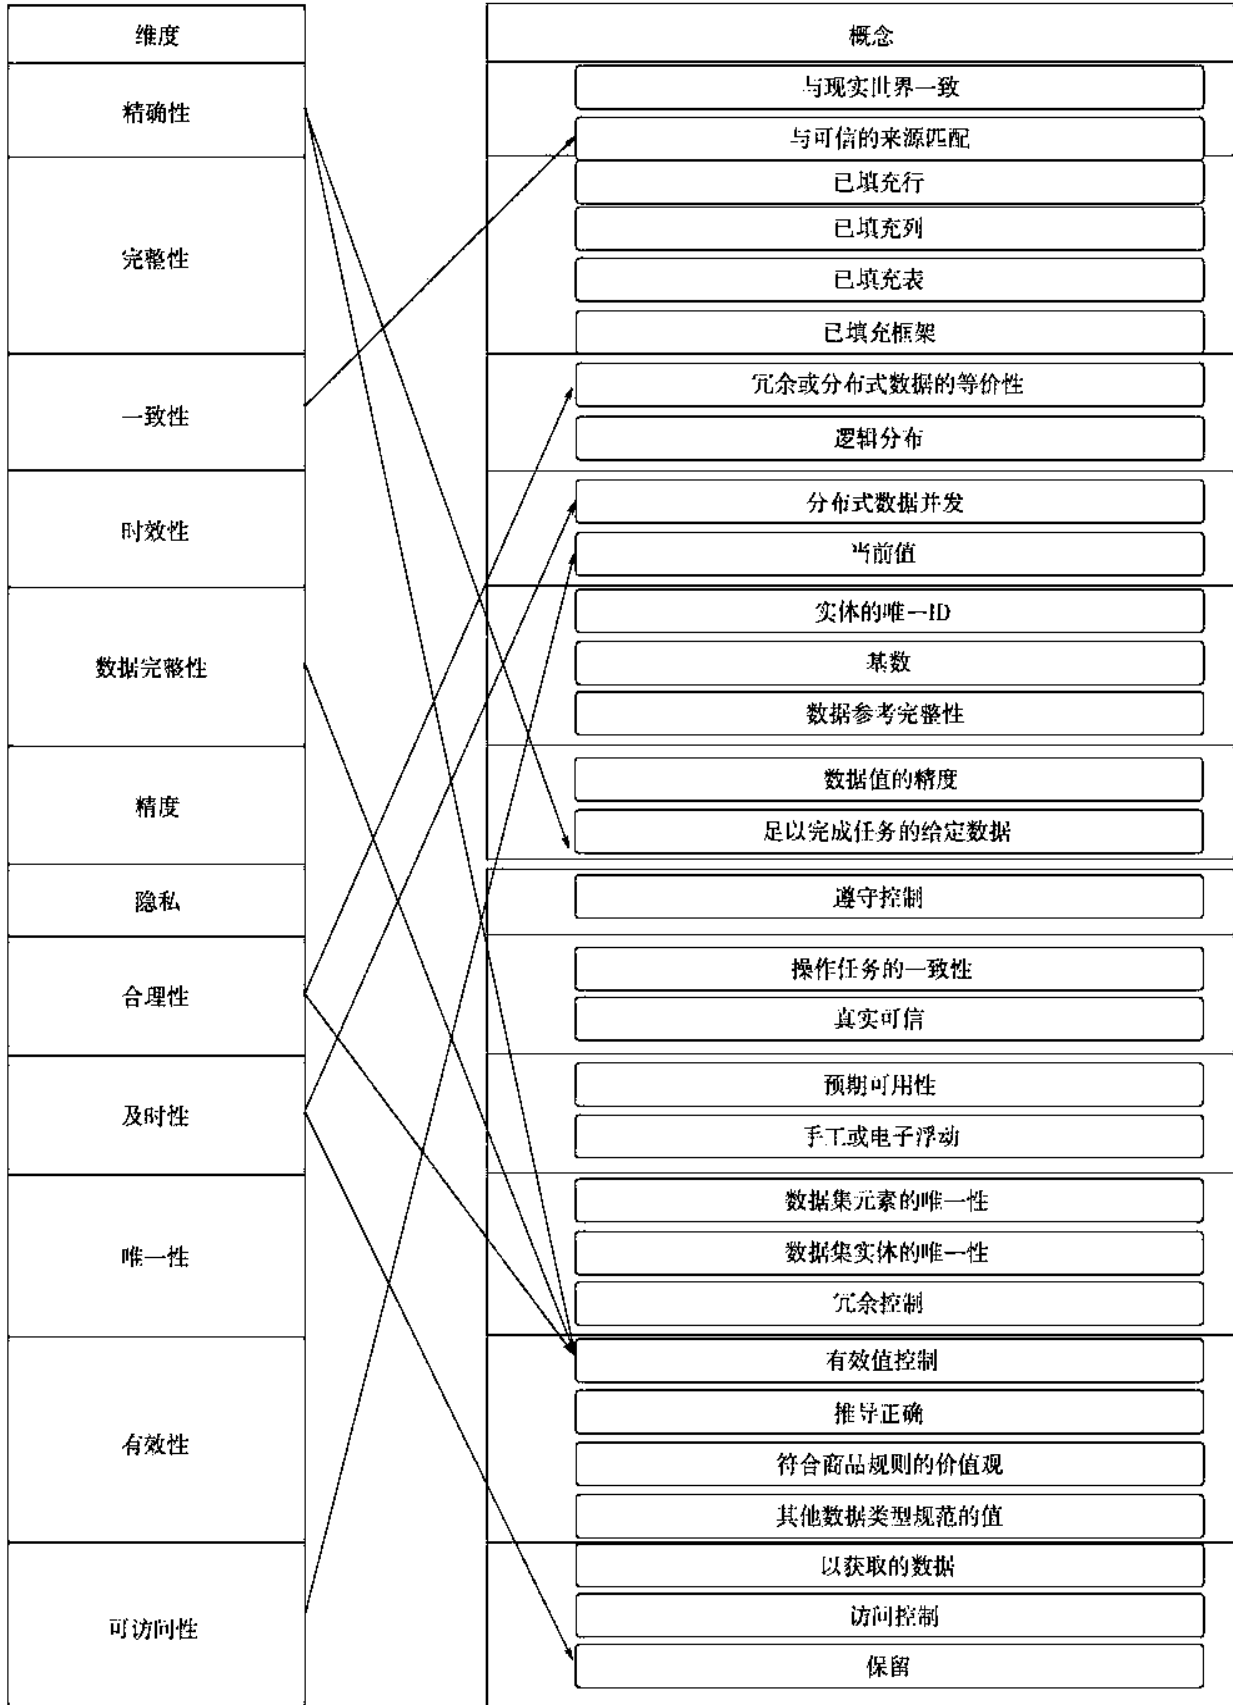 维度
概念
精确性
与现实世界一致
与可信的来源匹配
完整性
已填充行
已填充列
已填充表
已填充框架
一致性
冗余或分布式数据的等价性
逻辑分布
时效性
分布式数据并发
当前值
数据完整性
实体的唯一ID
基数
数据参考完整性
精度
数据值的精度
足以完成任务的给定数据
隐私
遵守控制
合理性
操作任务的一致性
真实可信
及时性
预期可用性
手工或电子浮动
唯一性
数据集元素的唯一性
数据集实体的唯一性
冗余控制
有效性
有效值控制
推导正确
符合商品规则的价值观
其他数据类型规范的值
可访问性
以获取的数据
访问控制
保留